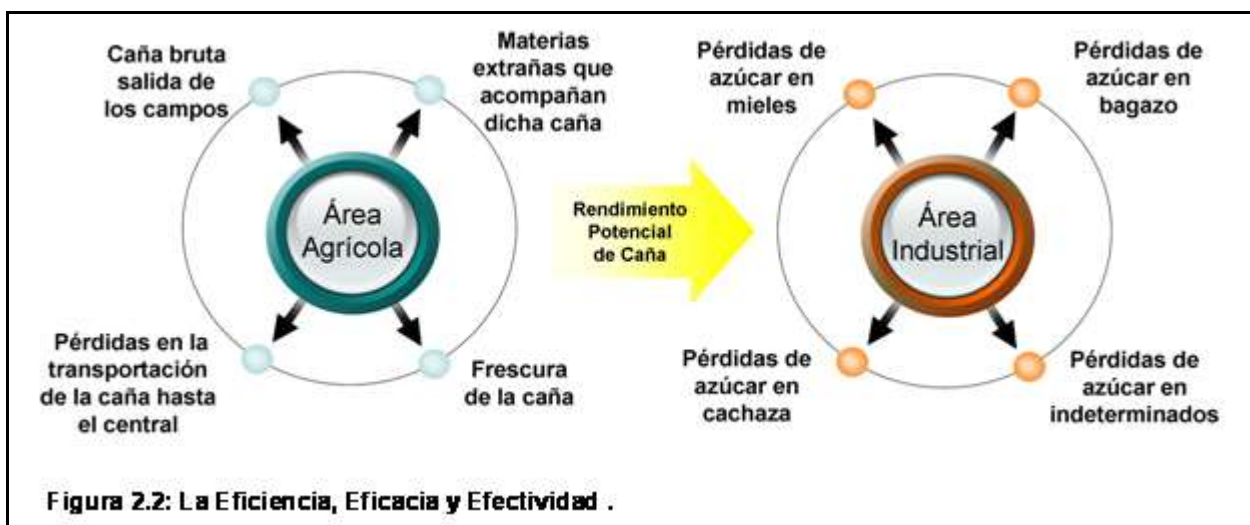 Caña bruta
salida de
los campos
Materias
extrañas que
acompañan
dicha caña
Área
Agrícola
Pérdidas en la
transportación
de la caña hasta
el central
Frescura
de la caña
Rendimiento
Potencial
de Caña
Pérdidas de
azúcar en
mieles
Pérdidas de
azúcar en
bagazo
Área
Industrial
Pérdidas de
azúcar en
cachaza
Pérdidas de
azúcar en
indeterminados
Figura 2.2: La Eficiencia, Eficacia y Efectividad .